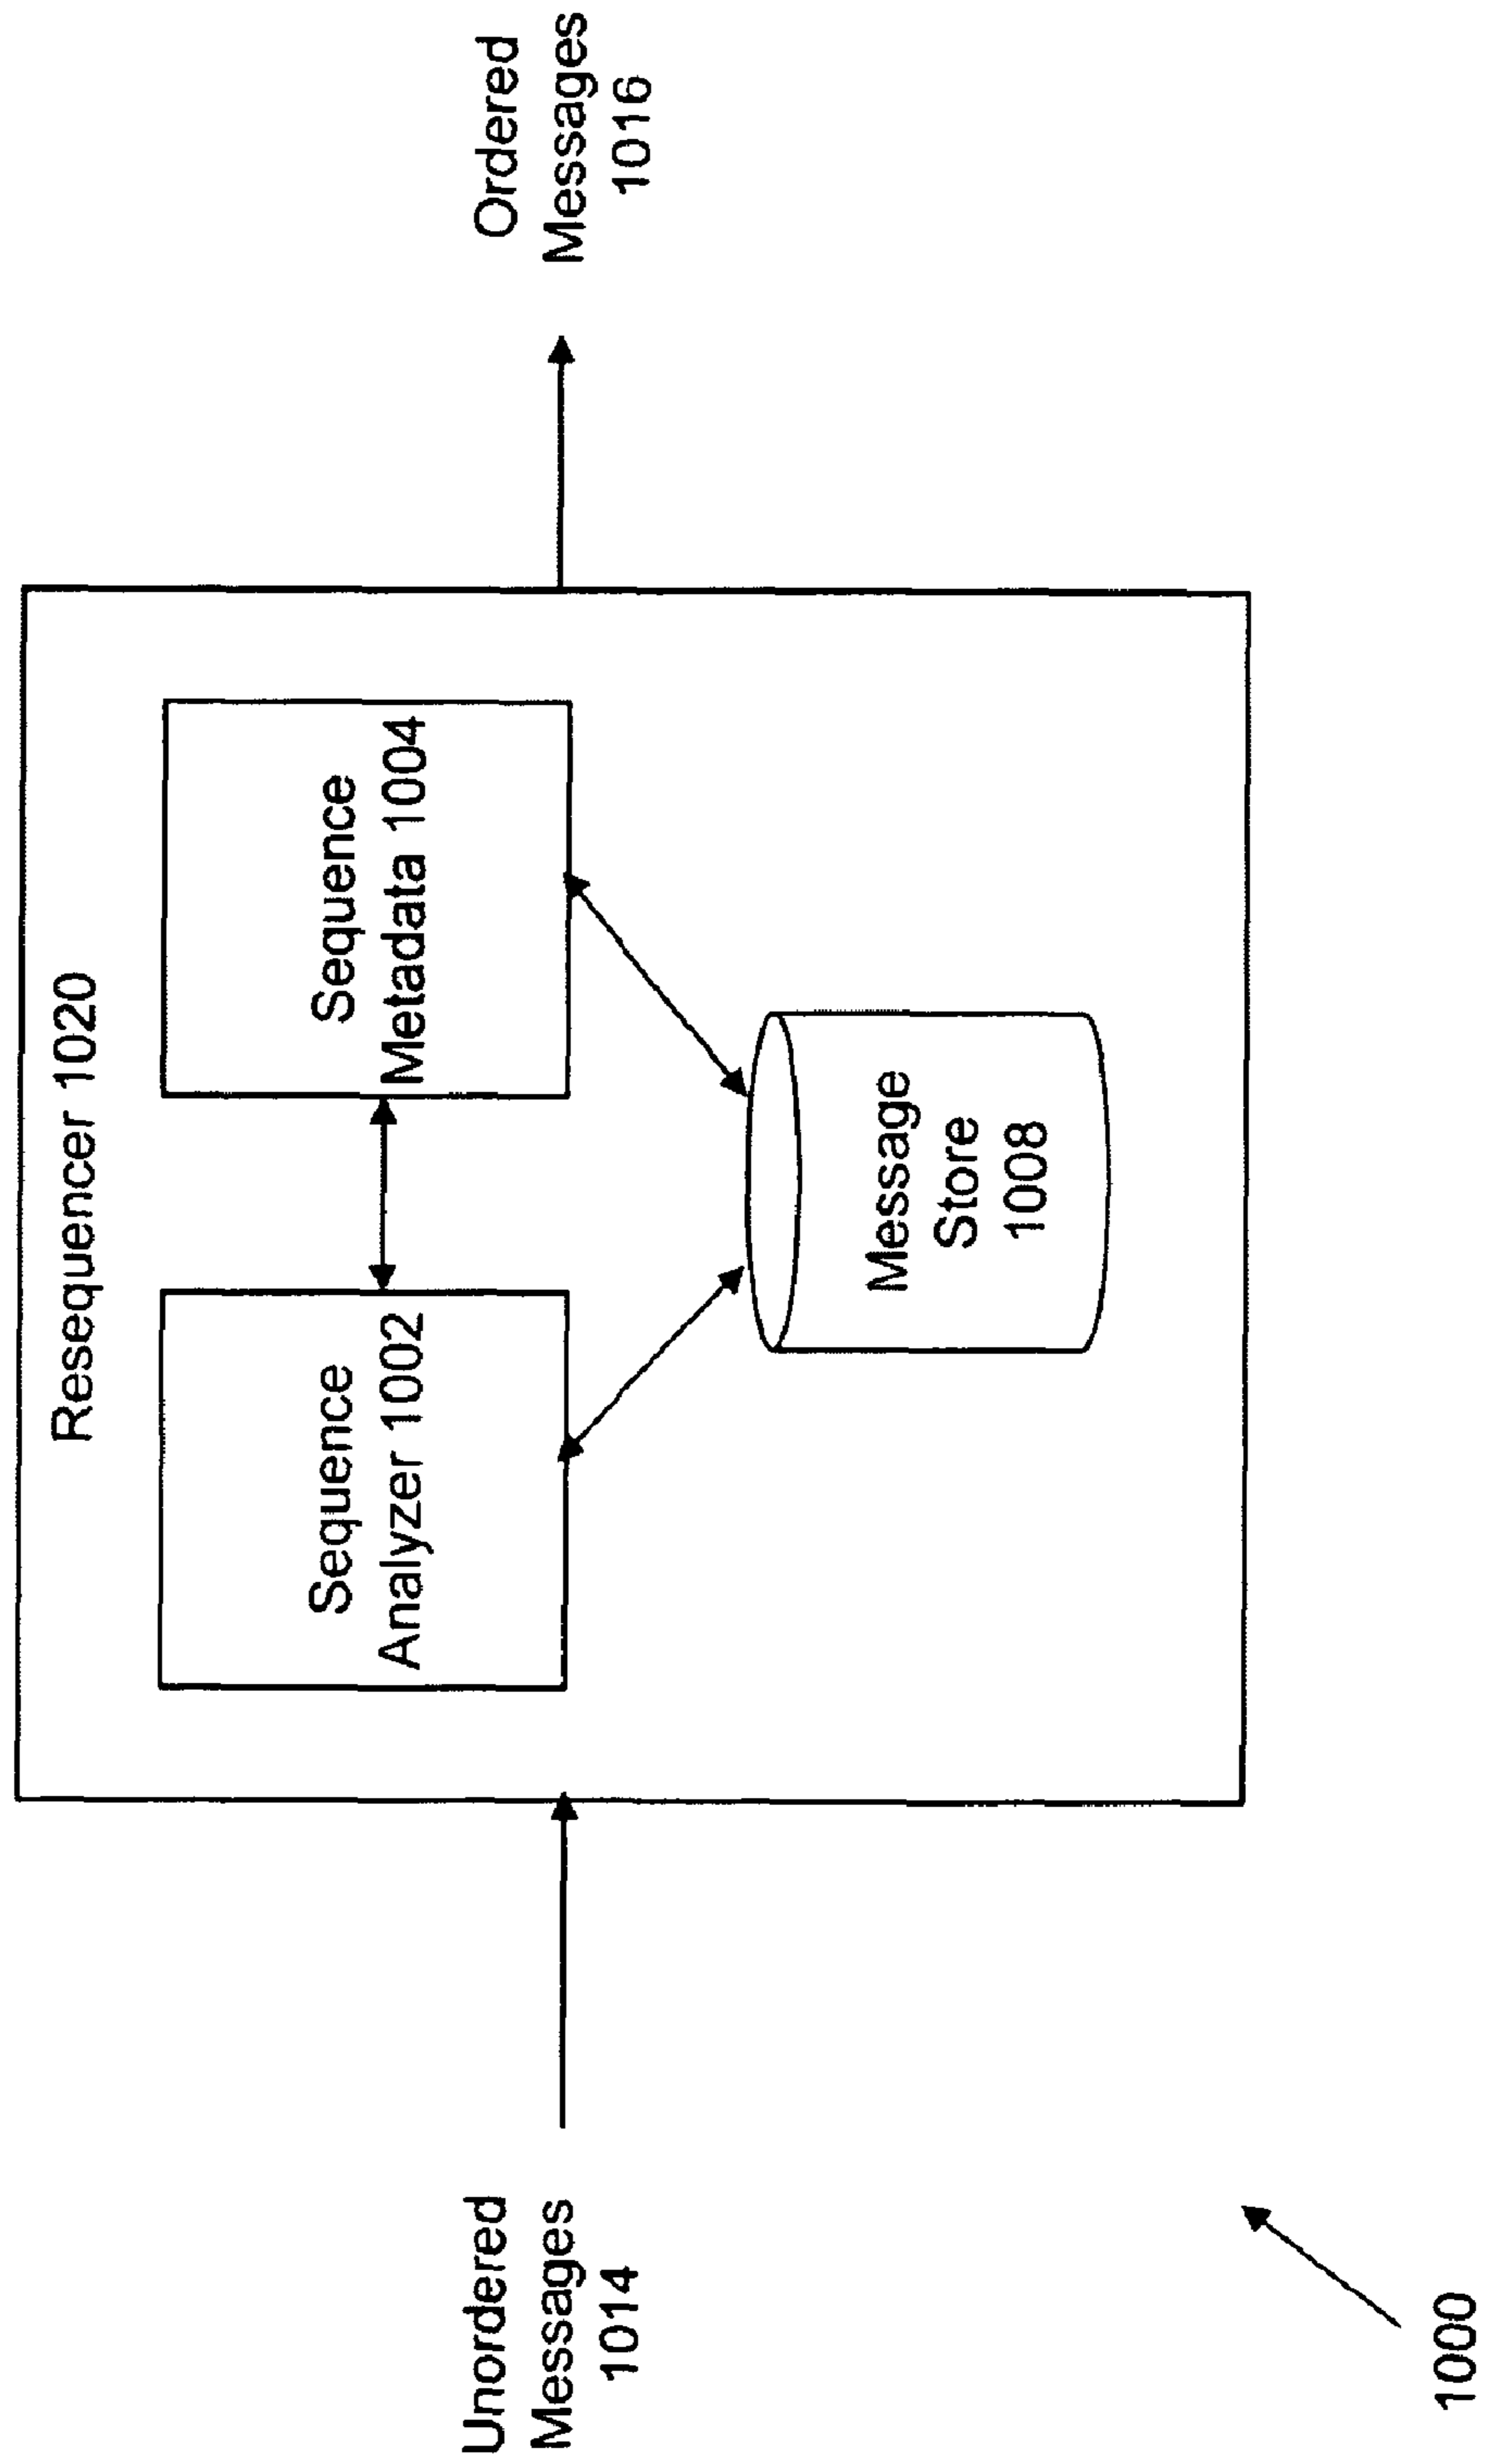 Resequencer 1020
Sequence
Analyzer 1002
Sequence
Metadata 1004
Message
Store
1008
Unordered
Messages
1014
Ordered
Messages
1016
1000